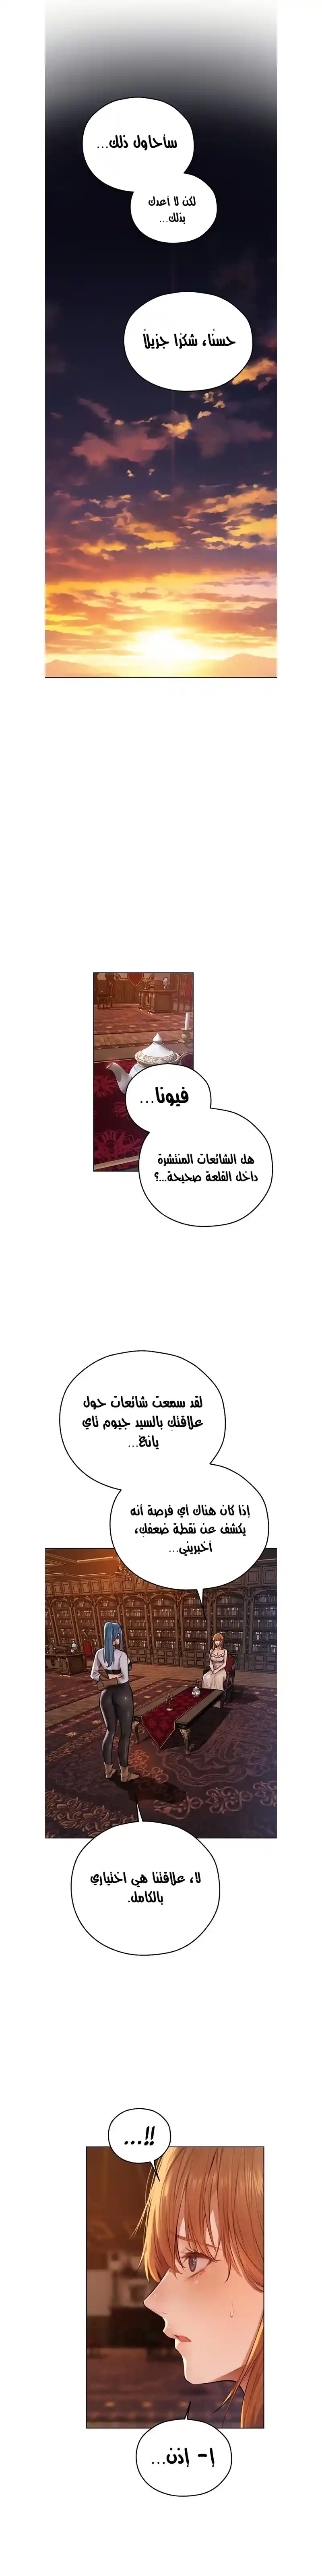 سأحاول ذلك...
لكن لا أعدك
بذلك...
حسنًا، شكرًا جزيلاً
فيونا...
هل الشائعات المنتشرة
داخل القلعة صحيحة...؟
لقد سمعت شائعات حول
علاقتكِ بالسيد جيوم تاي
يانغ...
إذا كان هناك أي فرصة أنه
يكشف عن نقطة ضعفكِ،
أخبريني...
لا، علاقتنا هي اختياري
بالكامل.
!!...
إ- إذن...